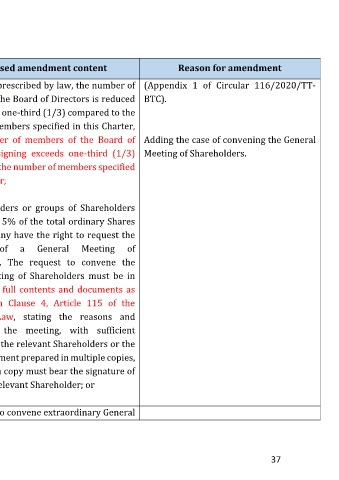 sed amendment content
Reason for amendment
prescribed by law, the number of
he Board of Directors is reduced
one-third (1/3) compared to the
embers specified in this Charter,
er of members of the Board of
signing exceeds one-third (1/3)
the number of members specified
r;
ders or groups of Shareholders
5% of the total ordinary Shares
ny have the right to request the
of a General Meeting of
. The request to convene the
ting of Shareholders must be in
full contents and documents as
n Clause 4, Article 115 of the
Law, stating the reasons and
the meeting, with sufficient
the relevant Shareholders or the
ment prepared in multiple copies,
copy must bear the signature of
elevant Shareholder; or
(Appendix 1 of Circular 116/2020/TT-
BTC).
Adding the case of convening the General
Meeting of Shareholders.
o convene extraordinary General
37